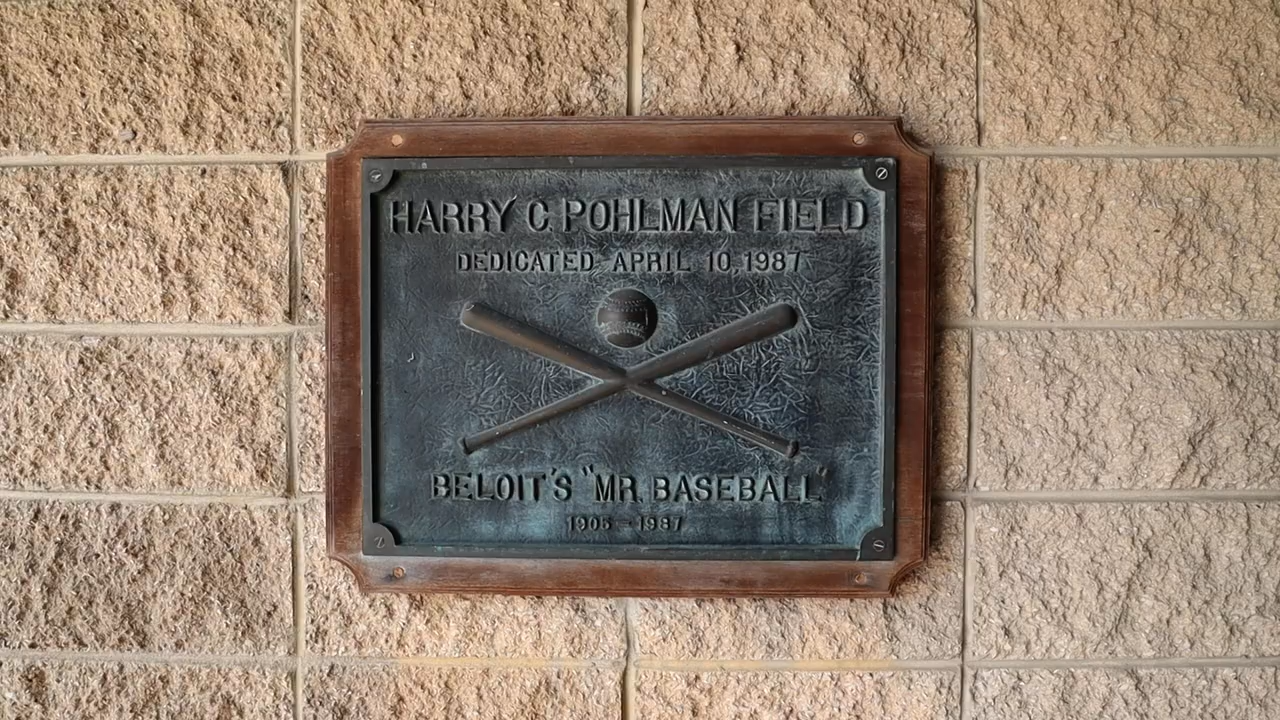 HARRY C. POHLMAN FIELD
DEDICATED APRIL 10, 1987
BELOIT'S "MR. BASEBALL"
1905 - 1987